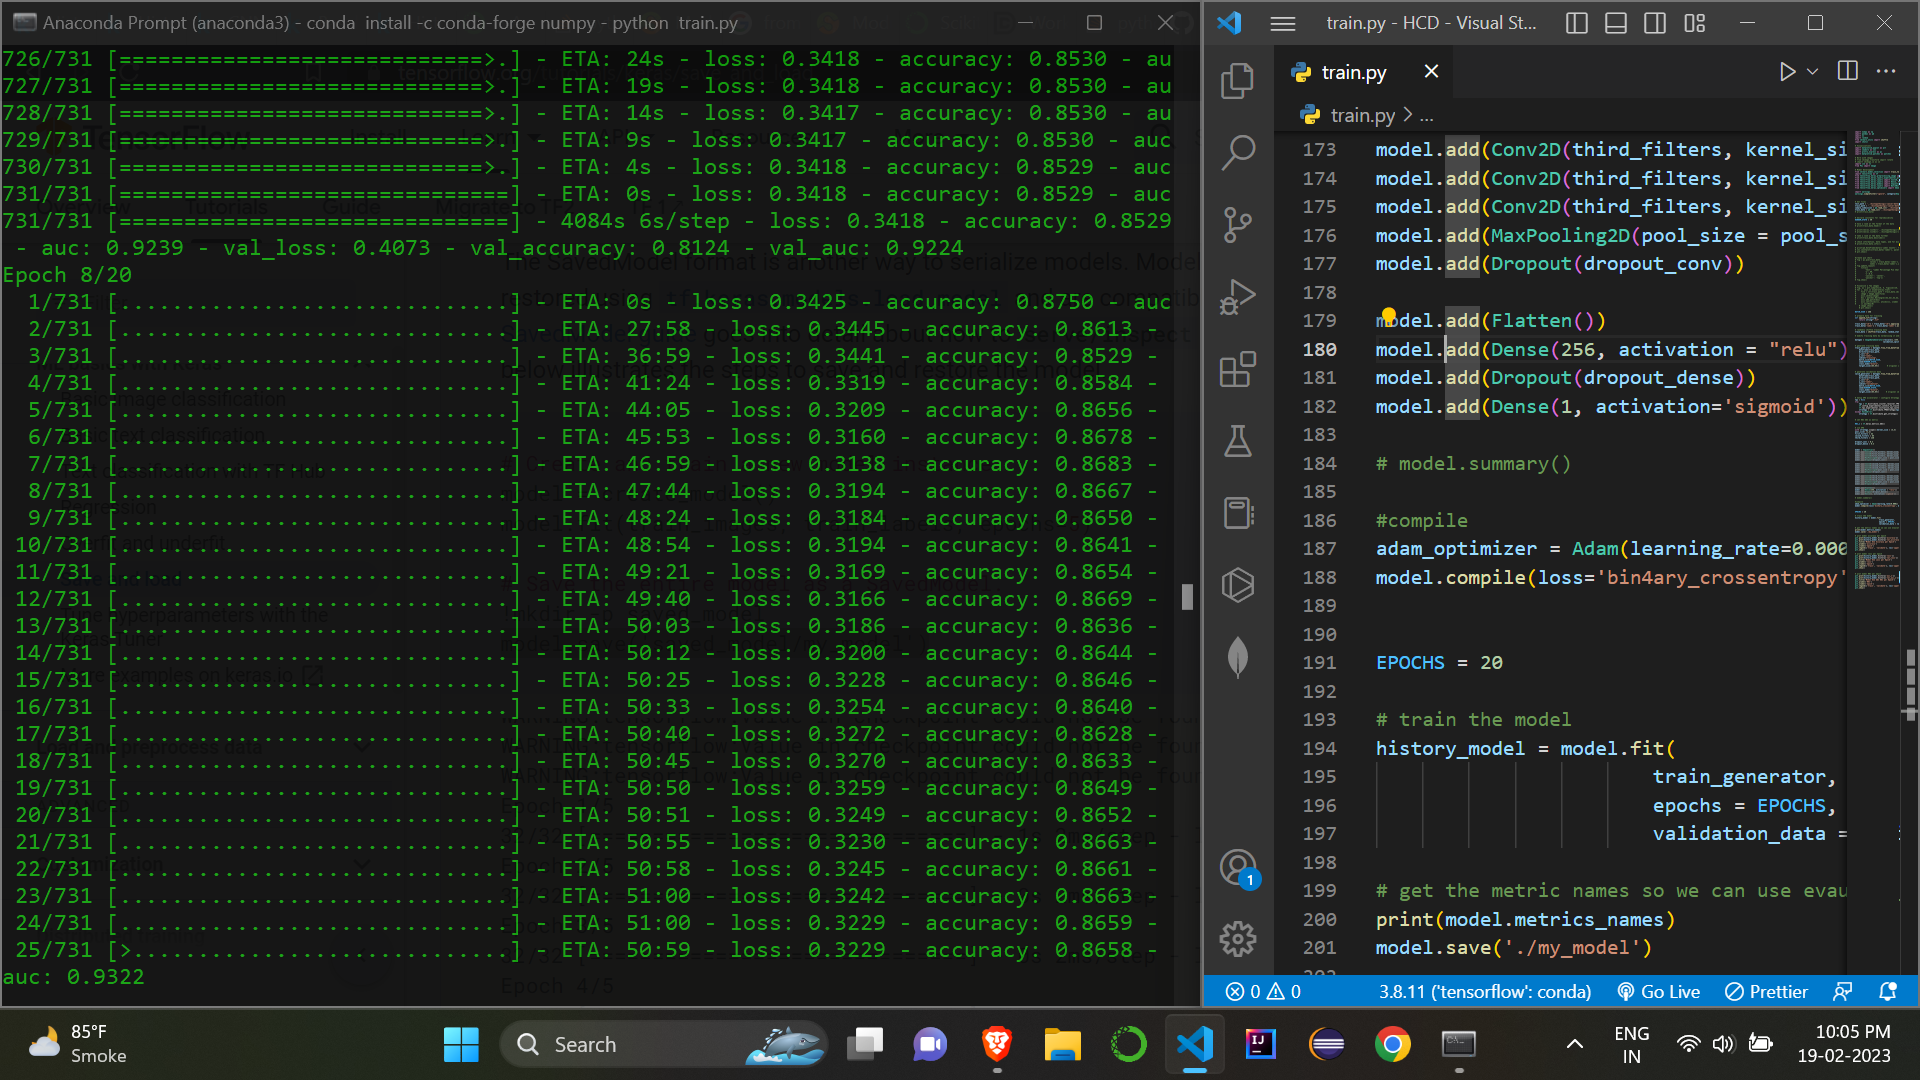 Anaconda Prompt (anaconda3) - conda  install -c conda-forge numpy - python  train.py
726/731 [============================>.] - ETA: 24s - loss: 0.3418 - accuracy: 0.8530 - au
727/731 [============================>.] - ETA: 19s - loss: 0.3418 - accuracy: 0.8530 - au
728/731 [============================>.] - ETA: 14s - loss: 0.3417 - accuracy: 0.8530 - au
729/731 [============================>.] - ETA: 9s - loss: 0.3417 - accuracy: 0.8530 - auc
730/731 [============================>.] - ETA: 4s - loss: 0.3418 - accuracy: 0.8529 - auc
731/731 [==============================] - ETA: 0s - loss: 0.3418 - accuracy: 0.8529 - auc
731/731 [==============================] - 4084s 6s/step - loss: 0.3418 - accuracy: 0.8529
 - auc: 0.9239 - val_loss: 0.4073 - val_accuracy: 0.8124 - val_auc: 0.9224
Epoch 8/20
1/731 [..............................] - ETA: 0s - loss: 0.3425 - accuracy: 0.8750 - auc
2/731 [..............................] - ETA: 27:58 - loss: 0.3445 - accuracy: 0.8613 -
3/731 [..............................] - ETA: 36:59 - loss: 0.3441 - accuracy: 0.8529 -
4/731 [..............................] - ETA: 41:24 - loss: 0.3319 - accuracy: 0.8584 -
5/731 [..............................] - ETA: 44:05 - loss: 0.3209 - accuracy: 0.8656 -
6/731 [..............................] - ETA: 45:53 - loss: 0.3160 - accuracy: 0.8678 -
7/731 [..............................] - ETA: 46:59 - loss: 0.3138 - accuracy: 0.8683 -
8/731 [..............................] - ETA: 47:44 - loss: 0.3194 - accuracy: 0.8667 -
9/731 [..............................] - ETA: 48:24 - loss: 0.3184 - accuracy: 0.8650 -
10/731 [..............................] - ETA: 48:54 - loss: 0.3194 - accuracy: 0.8641 -
11/731 [..............................] - ETA: 49:21 - loss: 0.3169 - accuracy: 0.8654 -
12/731 [..............................] - ETA: 49:40 - loss: 0.3166 - accuracy: 0.8669 -
13/731 [..............................] - ETA: 50:03 - loss: 0.3186 - accuracy: 0.8636 -
14/731 [..............................] - ETA: 50:12 - loss: 0.3200 - accuracy: 0.8644 -
15/731 [..............................] - ETA: 50:25 - loss: 0.3228 - accuracy: 0.8646 -
16/731 [..............................] - ETA: 50:33 - loss: 0.3254 - accuracy: 0.8640 -
17/731 [..............................] - ETA: 50:40 - loss: 0.3272 - accuracy: 0.8628 -
18/731 [..............................] - ETA: 50:45 - loss: 0.3270 - accuracy: 0.8633 -
19/731 [..............................] - ETA: 50:50 - loss: 0.3259 - accuracy: 0.8649 -
20/731 [..............................] - ETA: 50:51 - loss: 0.3249 - accuracy: 0.8652 -
21/731 [..............................] - ETA: 50:55 - loss: 0.3230 - accuracy: 0.8663 -
22/731 [..............................] - ETA: 50:58 - loss: 0.3245 - accuracy: 0.8661 -
23/731 [..............................] - ETA: 51:00 - loss: 0.3242 - accuracy: 0.8663 -
24/731 [..............................] - ETA: 51:00 - loss: 0.3229 - accuracy: 0.8659 -
25/731 [>.............................] - ETA: 50:59 - loss: 0.3229 - accuracy: 0.8658 -
auc: 0.9322
train.py - HCD - Visual St...
train.py
train.py > ...
173 model.add(Conv2D(third_filters, kernel_si
174 model.add(Conv2D(third_filters, kernel_si
175 model.add(Conv2D(third_filters, kernel_si
176 model.add(MaxPooling2D(pool_size = pool_s
177 model.add(Dropout(dropout_conv))
178
179 model.add(Flatten())
180 model.add(Dense(256, activation = "relu")
181 model.add(Dropout(dropout_dense))
182 model.add(Dense(1, activation='sigmoid'))
183
184 # model.summary()
185
186 #compile
187 adam_optimizer = Adam(learning_rate=0.000
188 model.compile(loss='bin4ary_crossentropy'
189
190
191 EPOCHS = 20
192
193 # train the model
194 history_model = model.fit(
195 train_generator,
196 epochs = EPOCHS,
197 validation_data =
198
199 # get the metric names so we can use evau
200 print(model.metrics_names)
201 model.save('./my_model')
1
0 0
3.8.11 ('tensorflow': conda)
Go Live
Prettier
85°F
Smoke
Search
ENG
IN
10:05 PM
19-02-2023